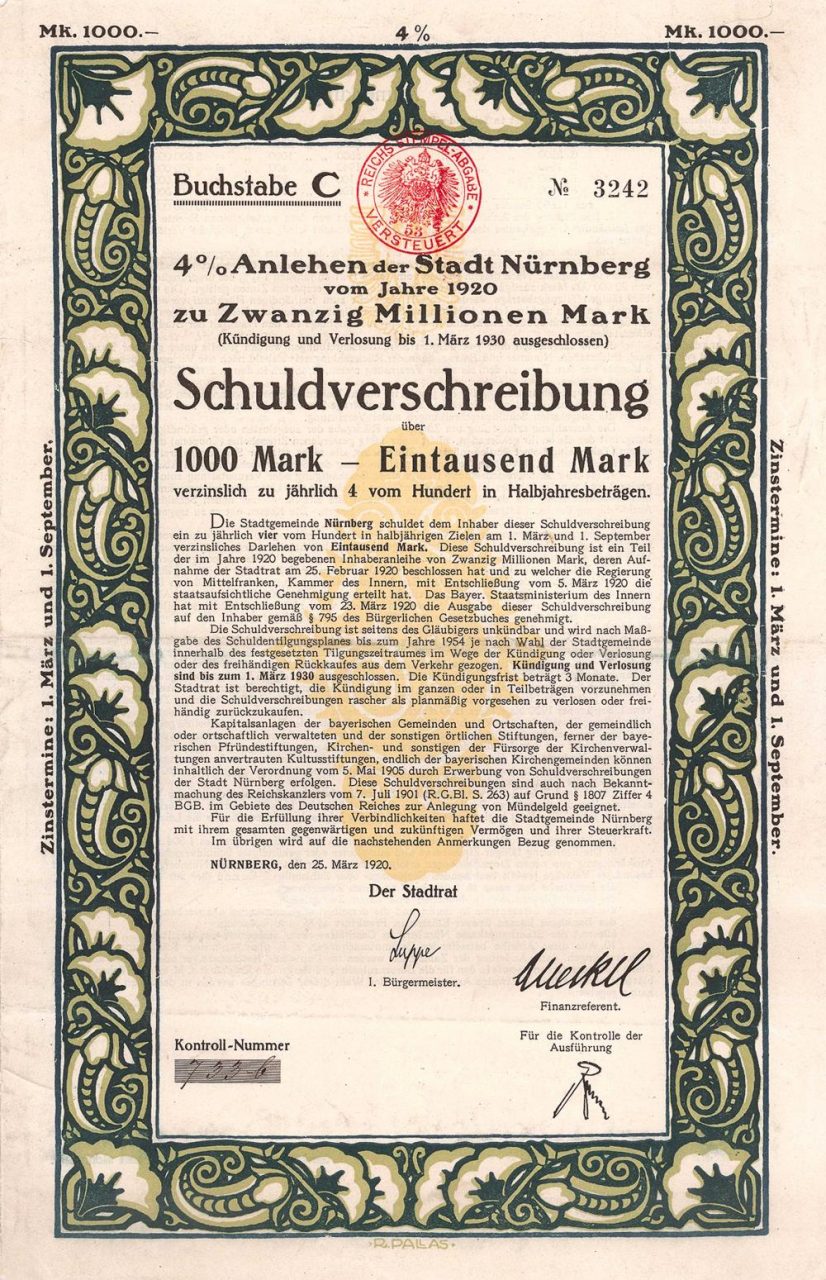 Mk. 1000.—
4%
Mk. 1000.—
Buchstabe C
REICHS-STEMPEL-ABGABE
53
VERSTEUERT
№ 3242
4% Anlehen der Stadt Nürnberg
vom Jahre 1920
zu Zwanzig Millionen Mark
(Kündigung und Verlosung bis 1. März 1930 ausgeschlossen)
Schuldverschreibung
über
1000 Mark – Eintausend Mark
verzinslich zu jährlich 4 vom Hundert in Halbjahresbeträgen.
Die Stadtgemeinde Nürnberg schuldet dem Inhaber dieser Schuldverschreibung
ein zu jährlich vier vom Hundert in halbjährigen Zielen am 1. März und 1. September
verzinsliches Darlehen von Eintausend Mark. Diese Schuldverschreibung ist ein Teil
der im Jahre 1920 begebenen Inhaberanleihe von Zwanzig Millionen Mark, deren Auf-
nahme der Stadtrat am 25. Februar 1920 beschlossen hat und zu welcher die Regierung
von Mittelfranken, Kammer des Innern, mit Entschließung vom 5. März 1920 die
staatsaufsichtliche Genehmigung erteilt hat. Das Bayer. Staatsministerium des Innern
hat mit Entschließung vom 23. März 1920 die Ausgabe dieser Schuldverschreibung
auf den Inhaber gemäß § 795 des Bürgerlichen Gesetzbuches genehmigt.
Die Schuldverschreibung ist seitens des Gläubigers unkündbar und wird nach Maß-
gabe des Schuldentilgungsplanes bis zum Jahre 1954 je nach Wahl der Stadtgemeinde
innerhalb des festgesetzten Tilgungszeitraumes im Wege der Kündigung oder Verlosung
oder des freihändigen Rückkaufes aus dem Verkehr gezogen. Kündigung und Verlosung
sind bis zum 1. März 1930 ausgeschlossen. Die Kündigungsfrist beträgt 3 Monate. Der
Stadtrat ist berechtigt, die Kündigung im ganzen oder in Teilbeträgen vorzunehmen
und die Schuldverschreibungen rascher als planmäßig vorgesehen zu verlosen oder frei-
händig zurückzukaufen.
Kapitalsanlagen der bayerischen Gemeinden und Ortschaften, der gemeindlich
oder ortschaftlich verwalteten und der sonstigen örtlichen Stiftungen, ferner der baye-
rischen Pfründestiftungen, Kirchen- und sonstigen der Fürsorge der Kirchenverwal-
tungen anvertrauten Kultusstiftungen, endlich der bayerischen Kirchengemeinden können
inhaltlich der Verordnung vom 5. Mai 1905 durch Erwerbung von Schuldverschreibungen
der Stadt Nürnberg erfolgen. Diese Schuldverschreibungen sind auch nach Bekannt-
machung des Reichskanzlers vom 7. Juli 1901 (R.G.Bl. S. 263) auf Grund § 1807 Ziffer 4
BGB. im Gebiete des Deutschen Reiches zur Anlegung von Mündelgeld geeignet.
Für die Erfüllung ihrer Verbindlichkeiten haftet die Stadtgemeinde Nürnberg
mit ihrem gesamten gegenwärtigen und zukünftigen Vermögen und ihrer Steuerkraft.
Im übrigen wird auf die nachstehenden Anmerkungen Bezug genommen.
NÜRNBERG, den 25. März 1920.
Der Stadtrat
Luppe
1. Bürgermeister.
Merkel
Finanzreferent.
Kontroll-Nummer
7336
Für die Kontrolle der
Ausführung
Zinstermine: 1. März und 1. September.
Zinstermine: 1. März und 1. September.
R. PALLAS